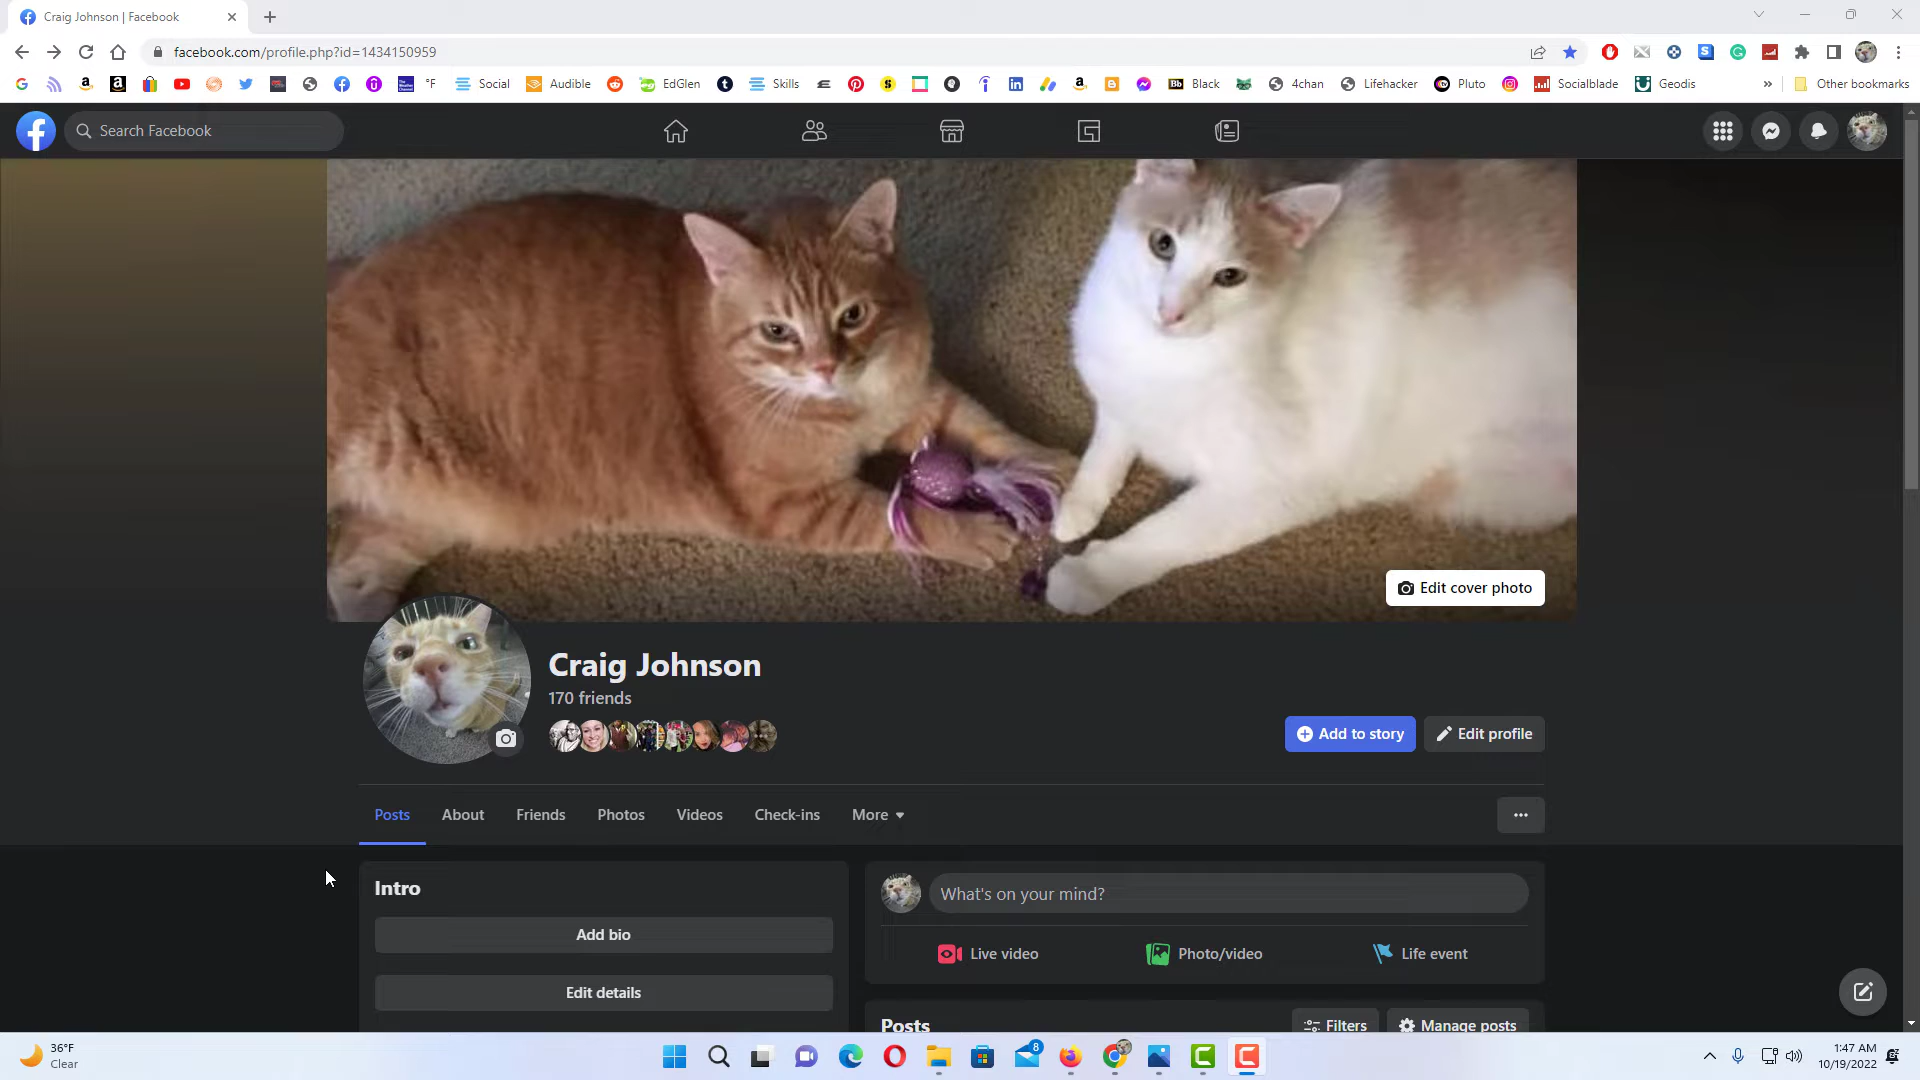 Craig Johnson | Facebook
facebook.com/profile.php?id=1434150959
°F
Social
Audible
EdGlen
Skills
Black
4chan
Lifehacker
Pluto
Socialblade
Geodis
»
Other bookmarks
Search Facebook
Edit cover photo
Craig Johnson
170 friends
Add to story
Edit profile
Posts
About
Friends
Photos
Videos
Check-ins
More
Intro
What's on your mind?
Add bio
Live video
Photo/video
Life event
Edit details
Posts
Filters
Manage posts
36°F
Clear
8
1:47 AM
10/19/2022